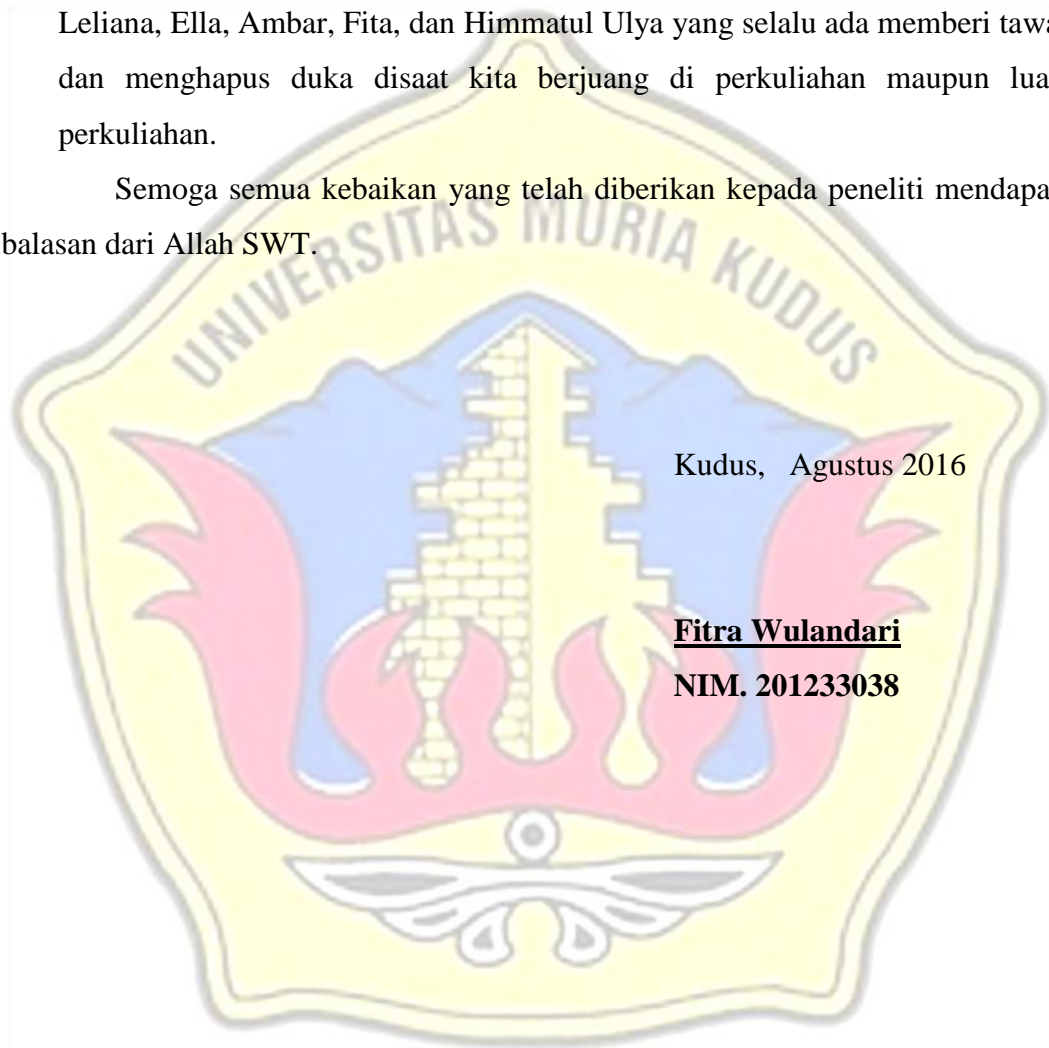 Leliana, Ella, Ambar, Fita, dan Himmatul Ulya yang selalu ada memberi tawa
dan menghapus duka disaat kita berjuang di perkuliahan maupun lua
perkuliahan.
Semoga semua kebaikan yang telah diberikan kepada peneliti mendapa
balasan dari Allah SWT.
UNIVERSITAS MURIA KUDUS
Kudus, Agustus 2016
Fitra Wulandari
NIM. 201233038